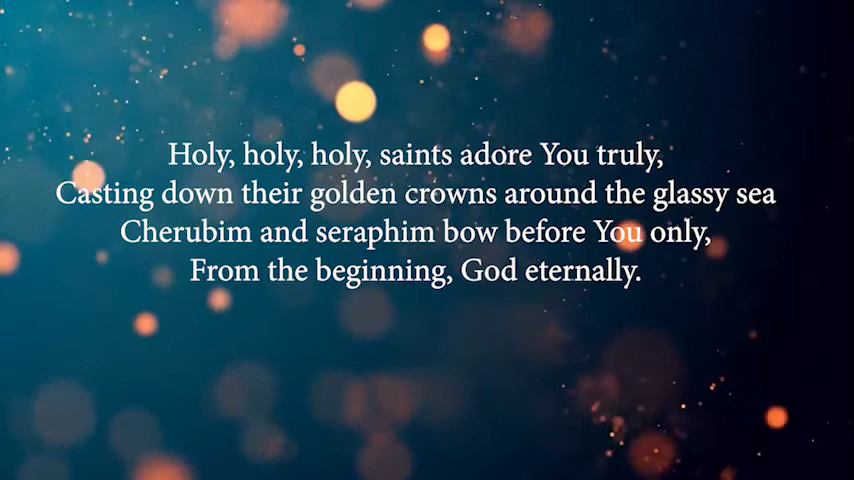 Holy, holy, holy, saints adore You truly,
Casting down their golden crowns around the glassy sea
Cherubim and seraphim bow before You only,
From the beginning, God eternally.